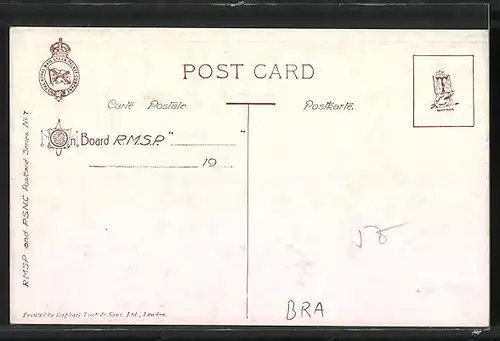 POST CARD
Carte Postale
Postkarte
On Board R.M.S.P. " "
19
R.M.S.P. and P.S.N.C. Postcard Series No 7
BRA
Printed by Raphael Tuck & Sons, Ltd., London.